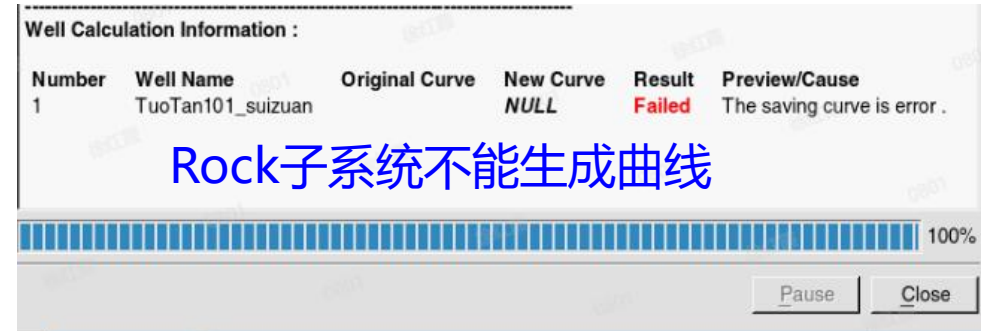 Well Calculation Information :
Number Well Name Original Curve New Curve Result Preview/Cause
1 TuoTan101_suizuan NULL Failed The saving curve is error .
Rock子系统不能生成曲线
100%
Pause Close